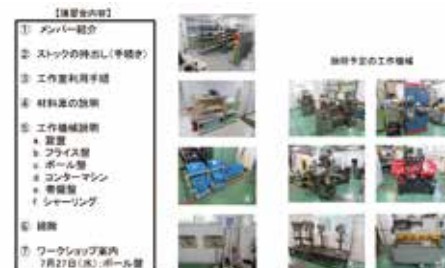 【講習会内容】
① メンバー紹介
② ストックの持出し(手続き)
③ 工作室利用手続
④ 材料庫の説明
⑤ 工作機械説明
a. 旋盤
b. フライス盤
c. ボール盤
d. コンターマシン
e. 帯鋸盤
f. シャーリング
⑥ 掃除
⑦ ワークショップ案内
7月27日(水):ボール盤
説明予定の工作機械